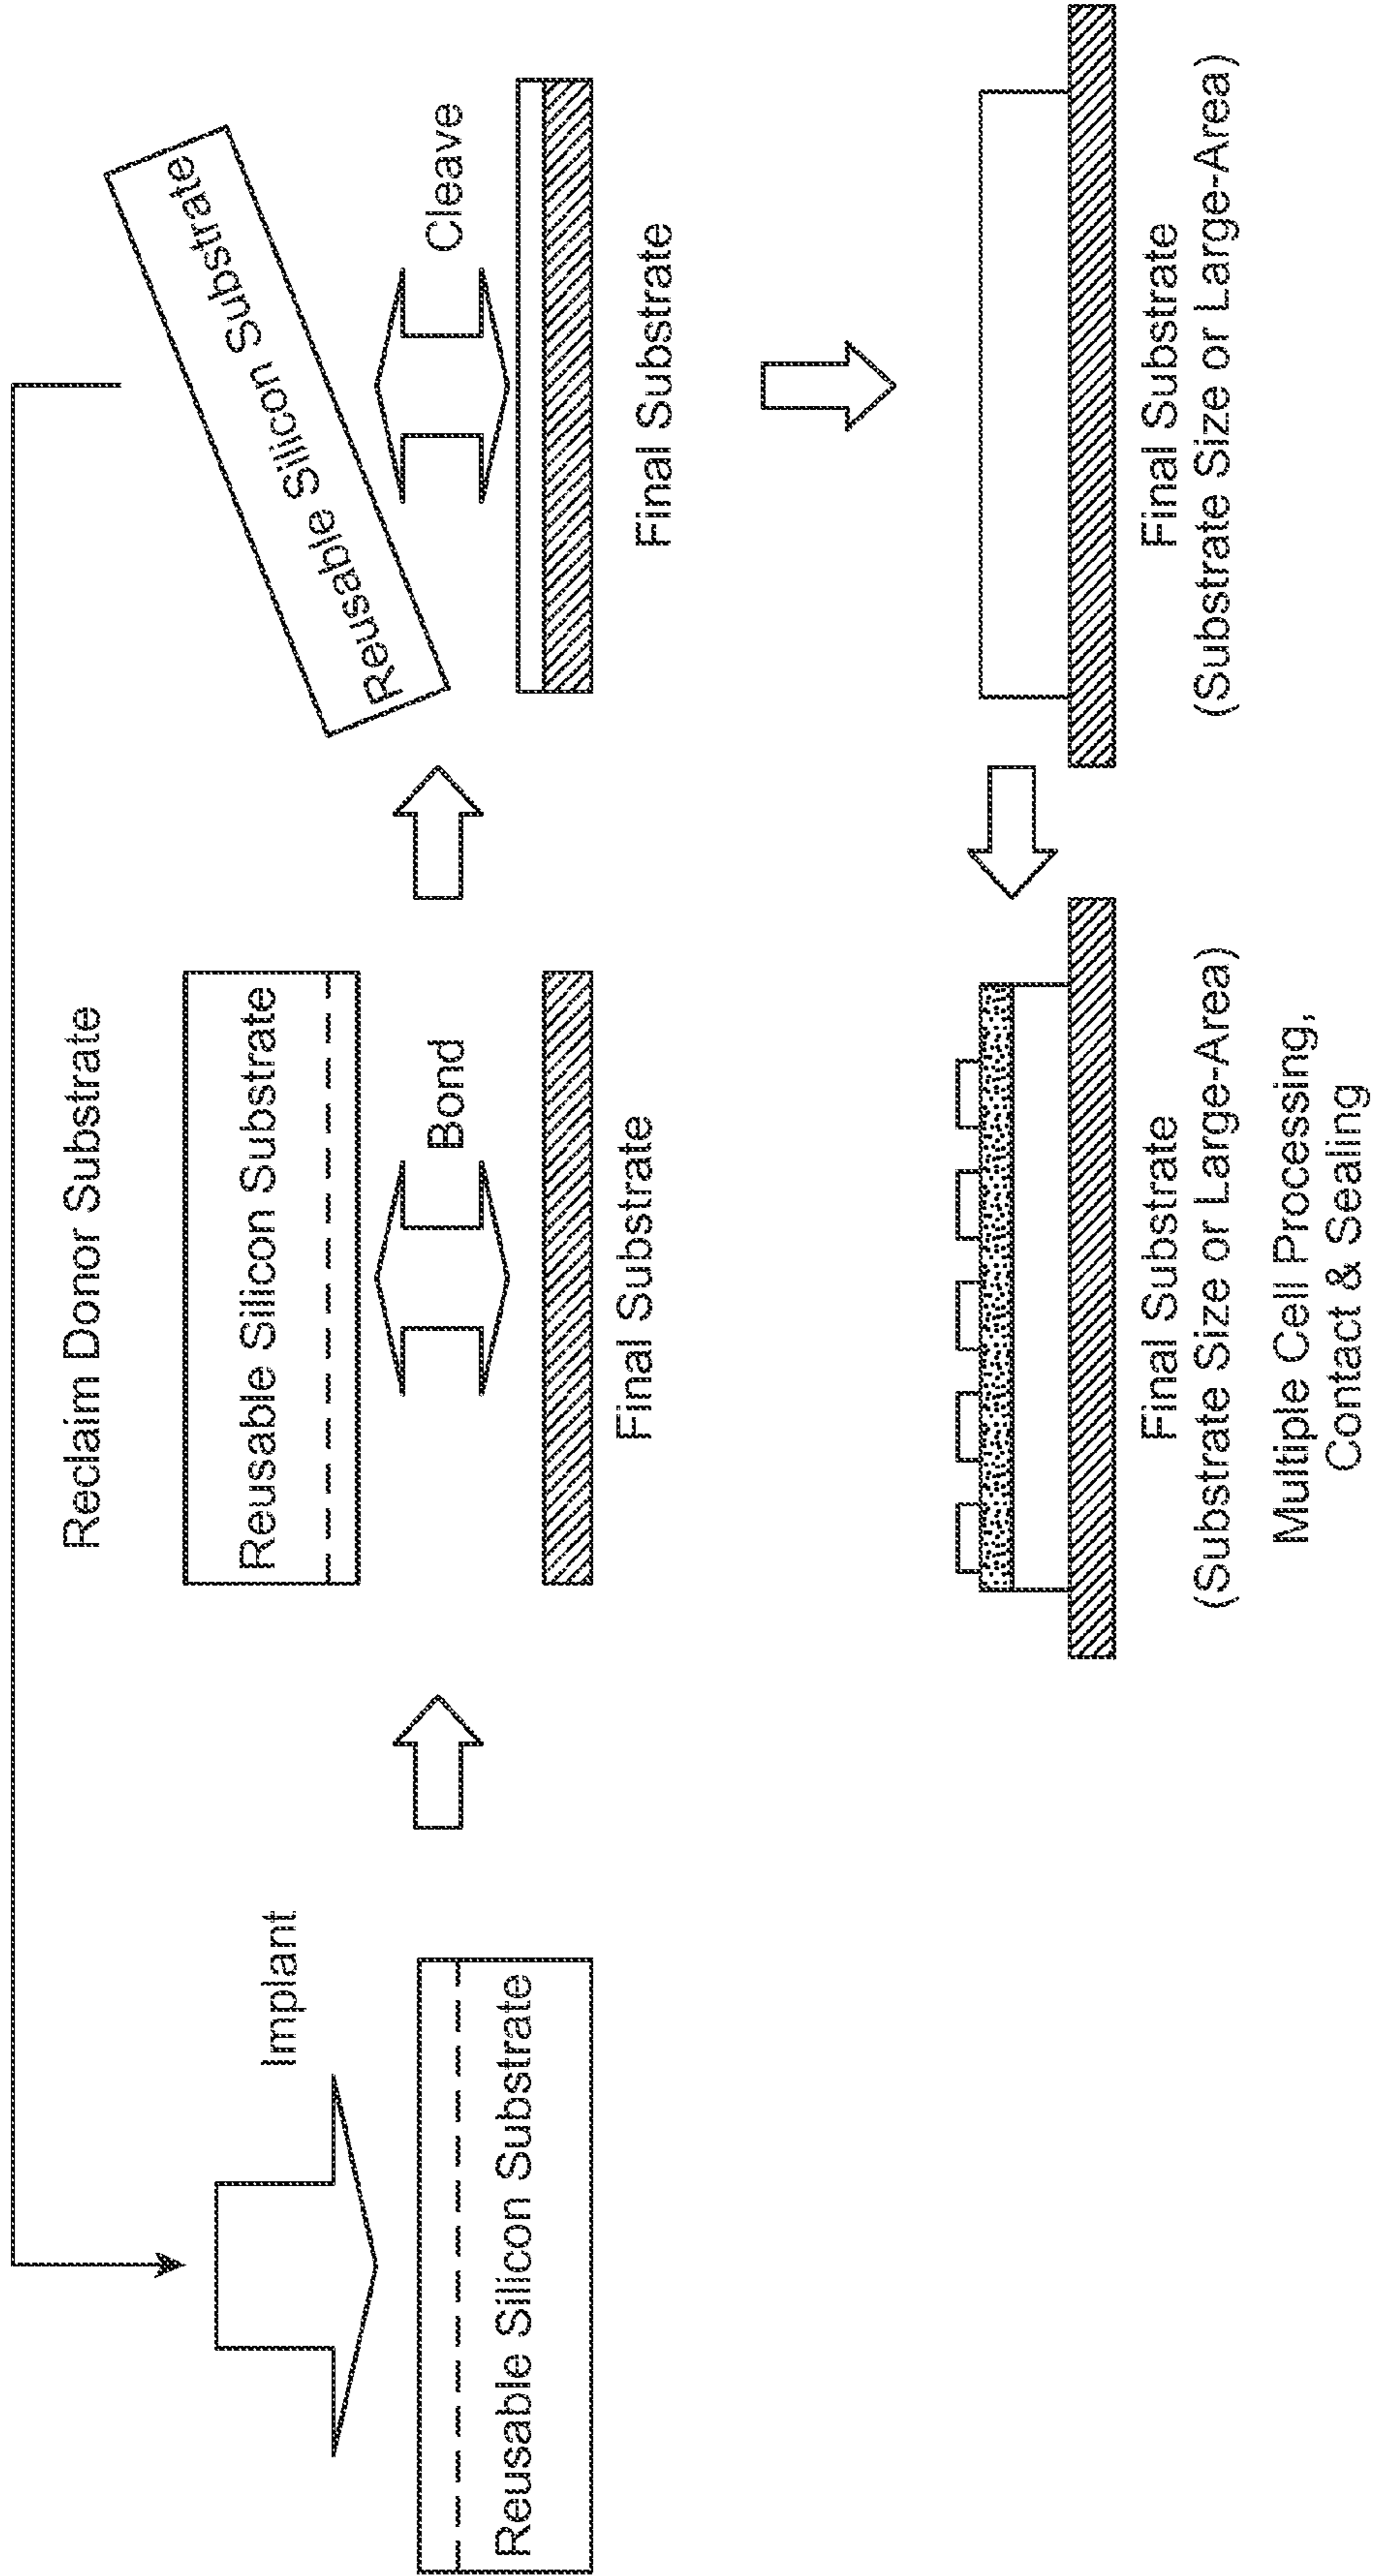 Reclaim Donor Substrate
Implant
Reusable Silicon Substrate
Reusable Silicon Substrate
Bond
Final Substrate
Reusable Silicon Substrate
Cleave
Final Substrate
Final Substrate
(Substrate Size or Large-Area)
Final Substrate
(Substrate Size or Large-Area)
Multiple Cell Processing,
Contact & Sealing